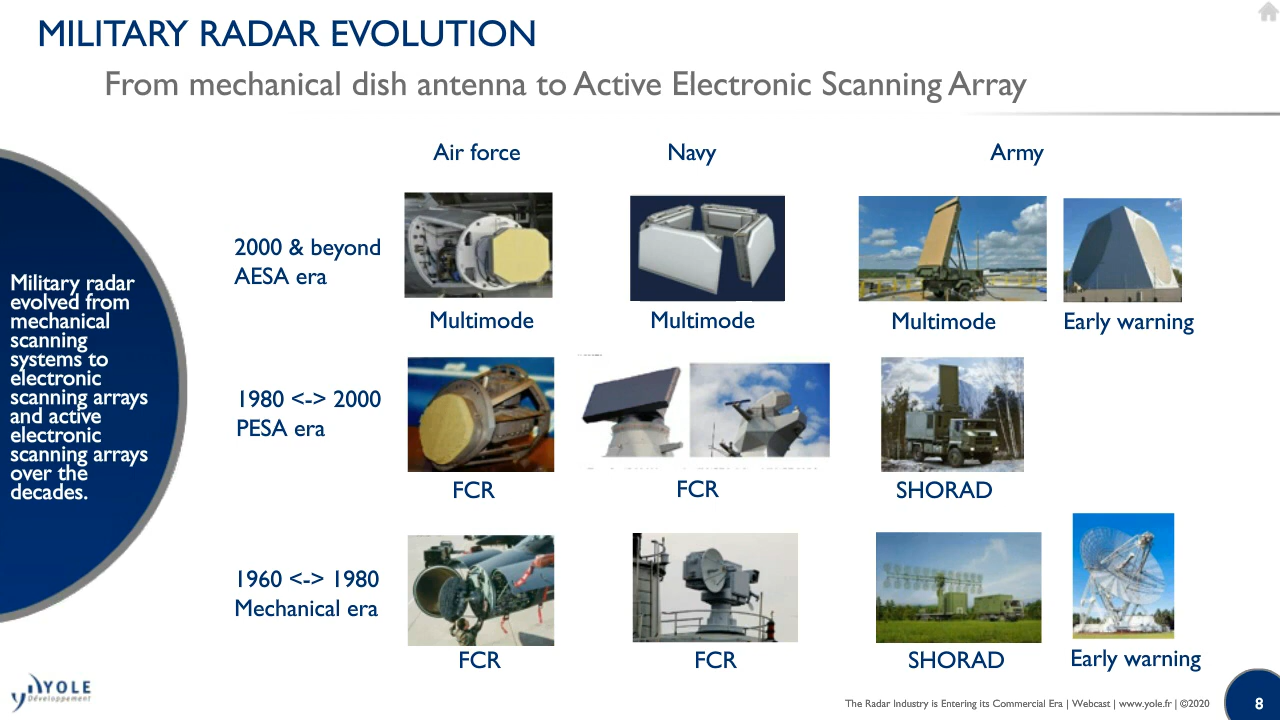 MILITARY RADAR EVOLUTION
From mechanical dish antenna to Active Electronic Scanning Array
Air force
Navy
Army
Military radar
evolved from
mechanical
scanning
systems to
electronic
scanning arrays
and active
electronic
scanning arrays
over the
decades.
2000 & beyond
AESA era
Multimode
Multimode
Multimode
Early warning
1980 <-> 2000
PESA era
FCR
FCR
SHORAD
1960 <-> 1980
Mechanical era
FCR
FCR
SHORAD
Early warning
YOLE
Développement
The Radar Industry is Entering its Commercial Era | Webcast | www.yole.fr | ©2020
8